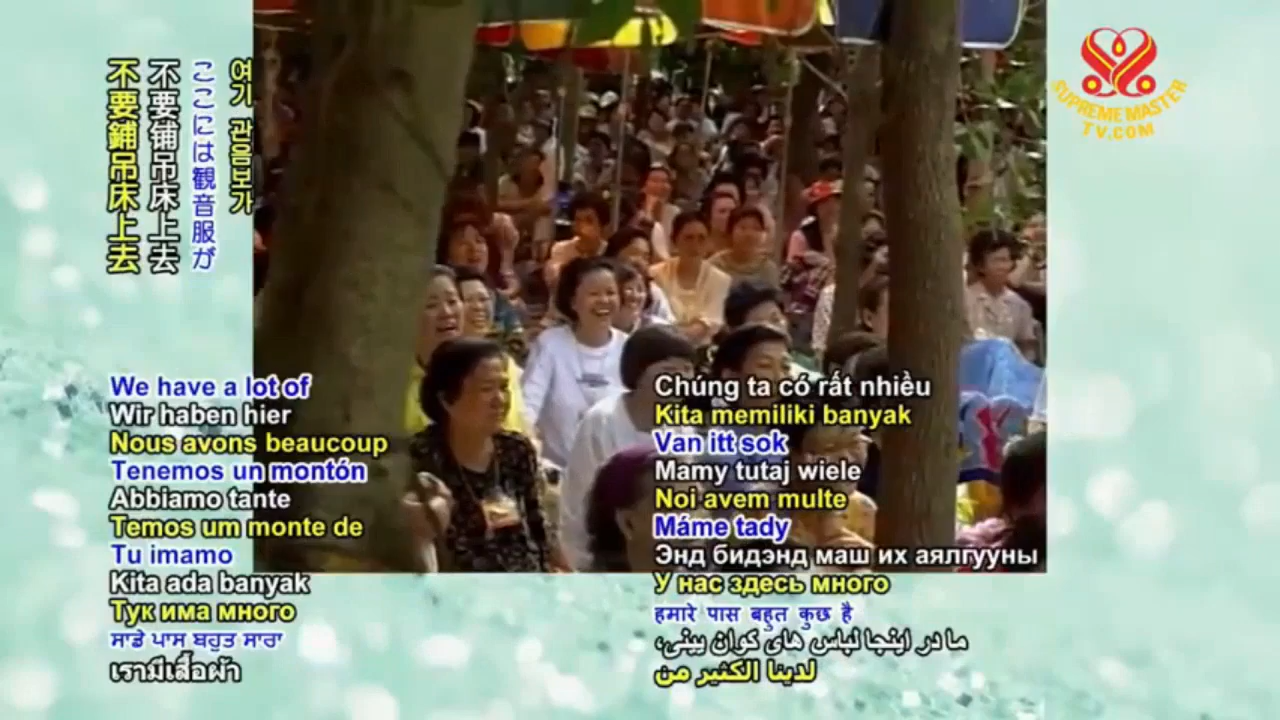 SUPREME MASTER
TV.COM
여기 관음보가
ここには観音服が
不要铺吊床上去
不要鋪吊床上去
We have a lot of
Wir haben hier
Nous avons beaucoup
Tenemos un montón
Abbiamo tante
Temos um monte de
Tu imamo
Kita ada banyak
Тук има много
ਸਾਡੇ ਪਾਸ ਬਹੁਤ ਸਾਰਾ
เรามีเสื้อผ้า
Chúng ta có rất nhiều
Kita memiliki banyak
Van itt sok
Mamy tutaj wiele
Noi avem multe
Máme tady
Энд бидэнд маш их аялгууны
У нас здесь много
हमारे पास बहुत कुछ है
ما در اینجا لباس های کوان یینی،
لدينا الكثير من